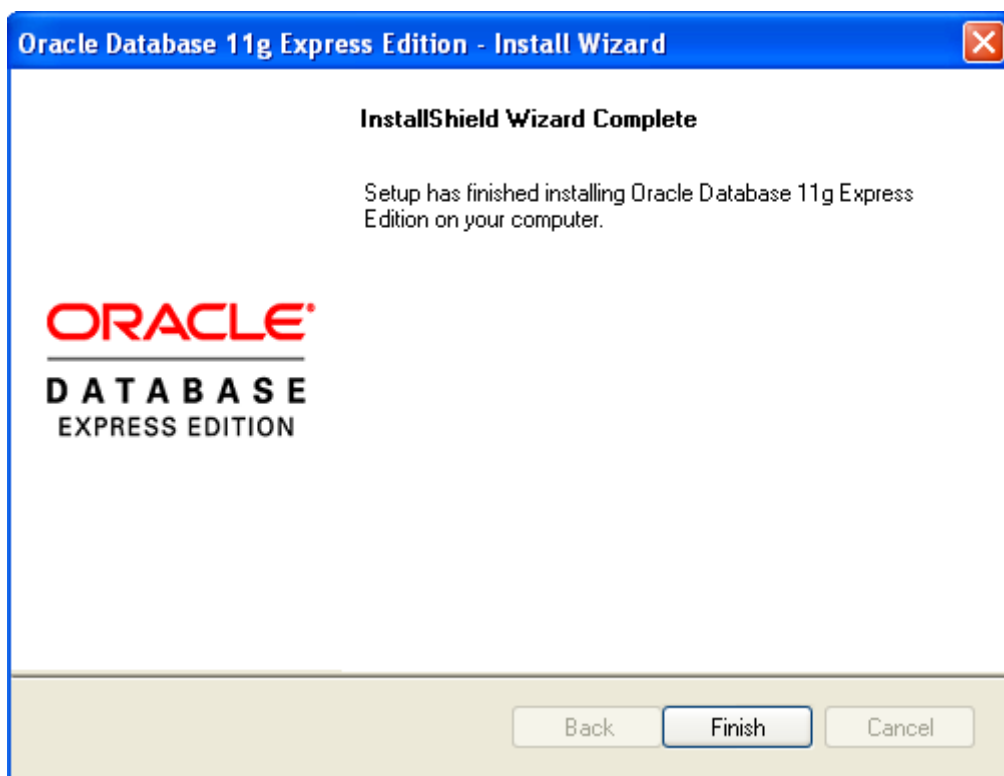 Oracle Database 11g Express Edition - Install Wizard
InstallShield Wizard Complete
Setup has finished installing Oracle Database 11g Express
Edition on your computer.
ORACLE
DATABASE
EXPRESS EDITION
Back
Finish
Cancel